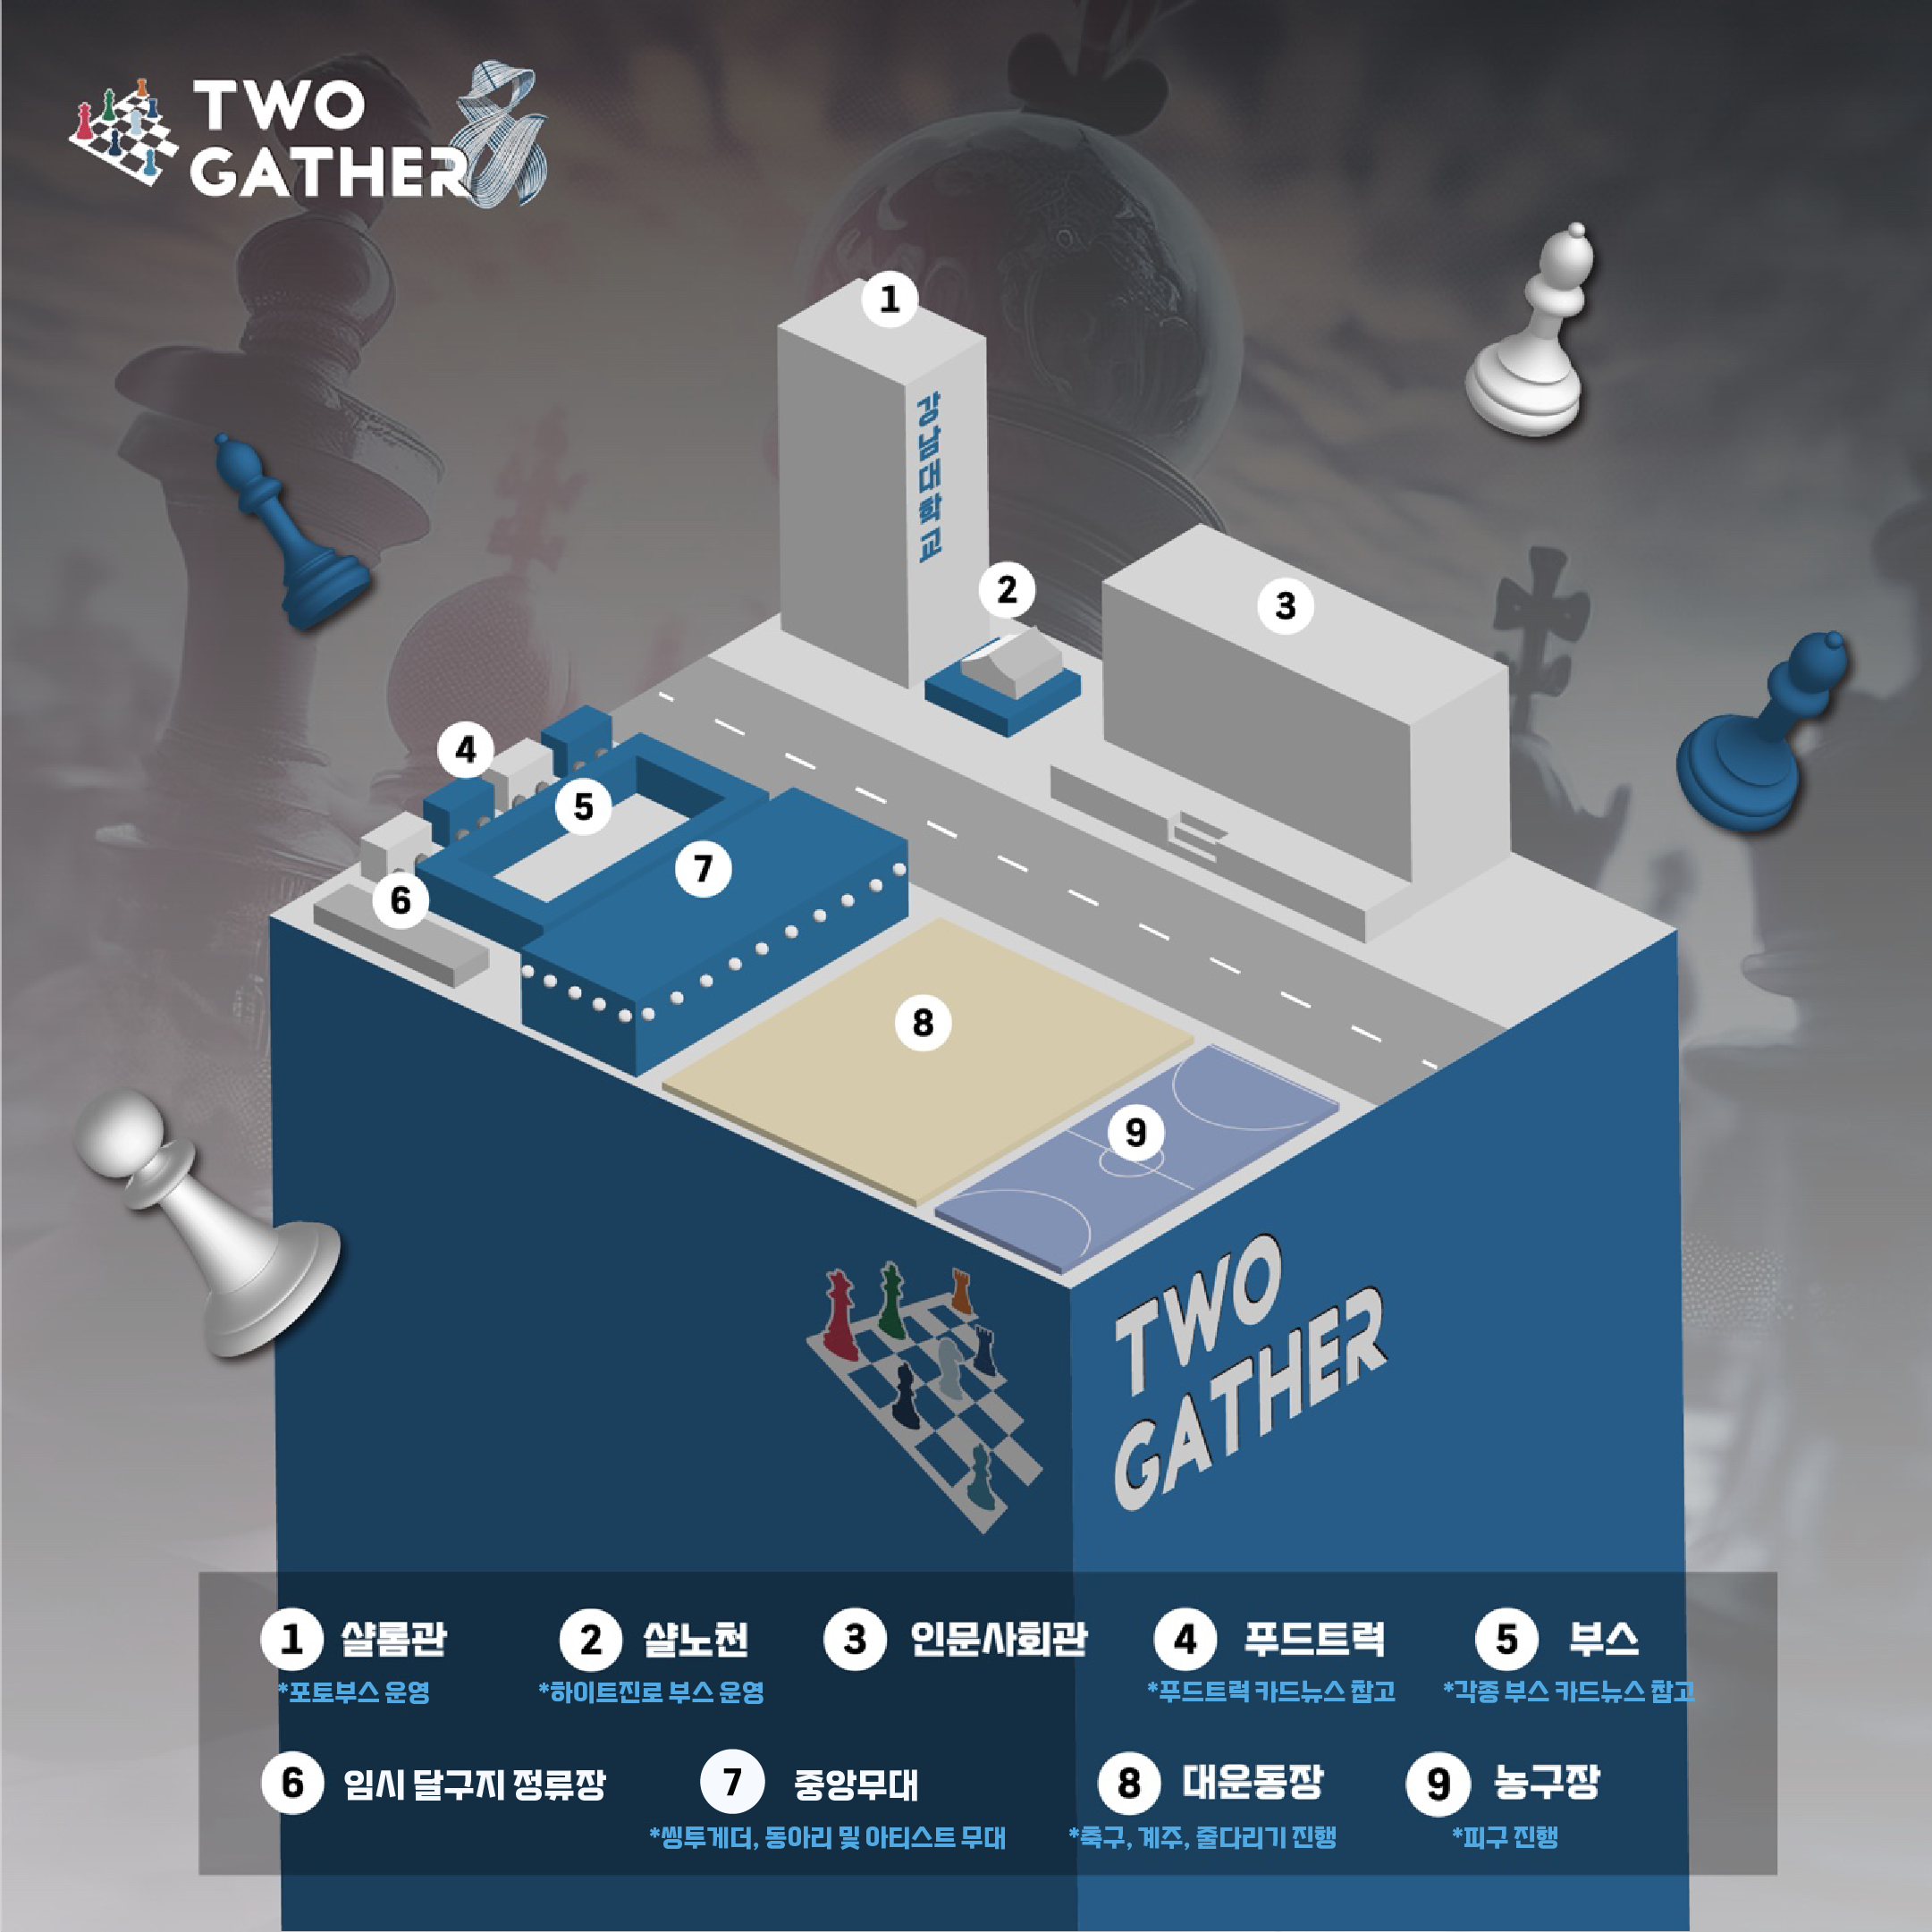 TWO
GATHER
1
강남대학교
2
3
4
5
7
6
8
9
TWO
GATHER
1 샬롬관
*포토부스 운영
2 샬노천
*하이트진로 부스 운영
3 인문사회관
4 푸드트럭
*푸드트럭 카드뉴스 참고
5 부스
*각종 부스 카드뉴스 참고
6 임시 달구지 정류장
7 중앙무대
*씽투게더, 동아리 및 아티스트 무대
8 대운동장
*축구, 계주, 줄다리기 진행
9 농구장
*피구 진행